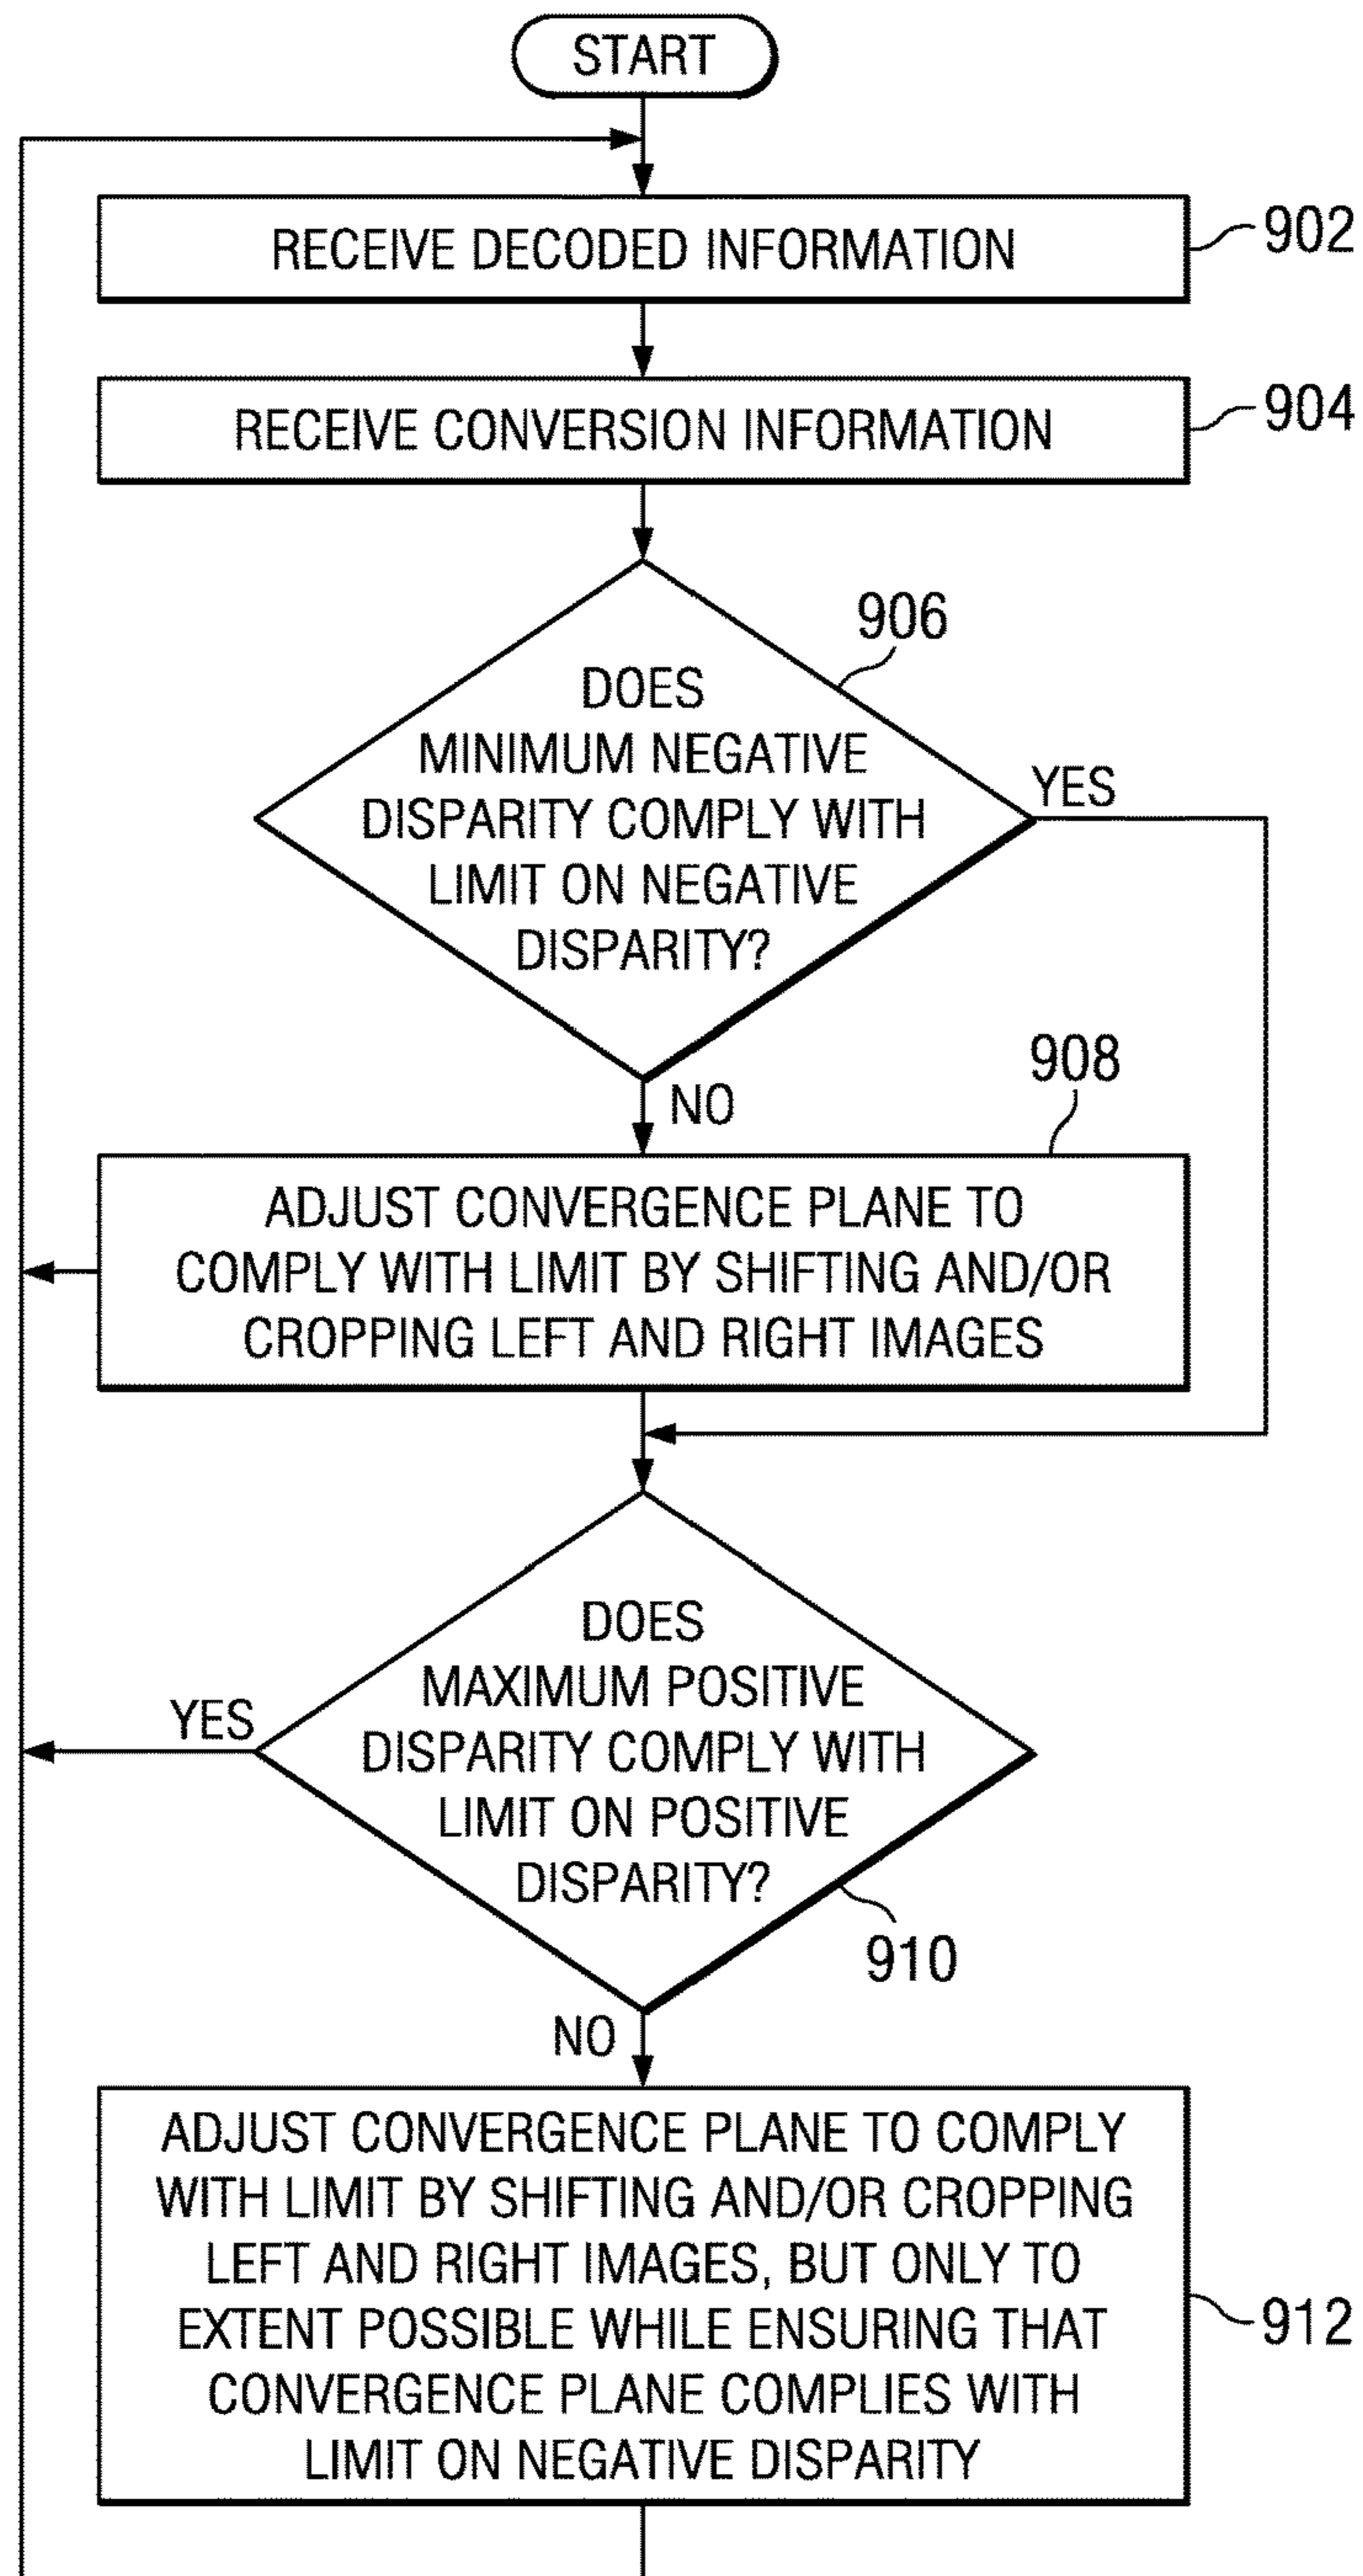 START
RECEIVE DECODED INFORMATION
902
RECEIVE CONVERSION INFORMATION
904
906
DOES
MINIMUM NEGATIVE
DISPARITY COMPLY WITH
LIMIT ON NEGATIVE
DISPARITY?
YES
NO
908
ADJUST CONVERGENCE PLANE TO
COMPLY WITH LIMIT BY SHIFTING AND/OR
CROPPING LEFT AND RIGHT IMAGES
DOES
MAXIMUM POSITIVE
DISPARITY COMPLY WITH
LIMIT ON POSITIVE
DISPARITY?
YES
910
NO
ADJUST CONVERGENCE PLANE TO COMPLY
WITH LIMIT BY SHIFTING AND/OR CROPPING
LEFT AND RIGHT IMAGES, BUT ONLY TO
EXTENT POSSIBLE WHILE ENSURING THAT
CONVERGENCE PLANE COMPLIES WITH
LIMIT ON NEGATIVE DISPARITY
912